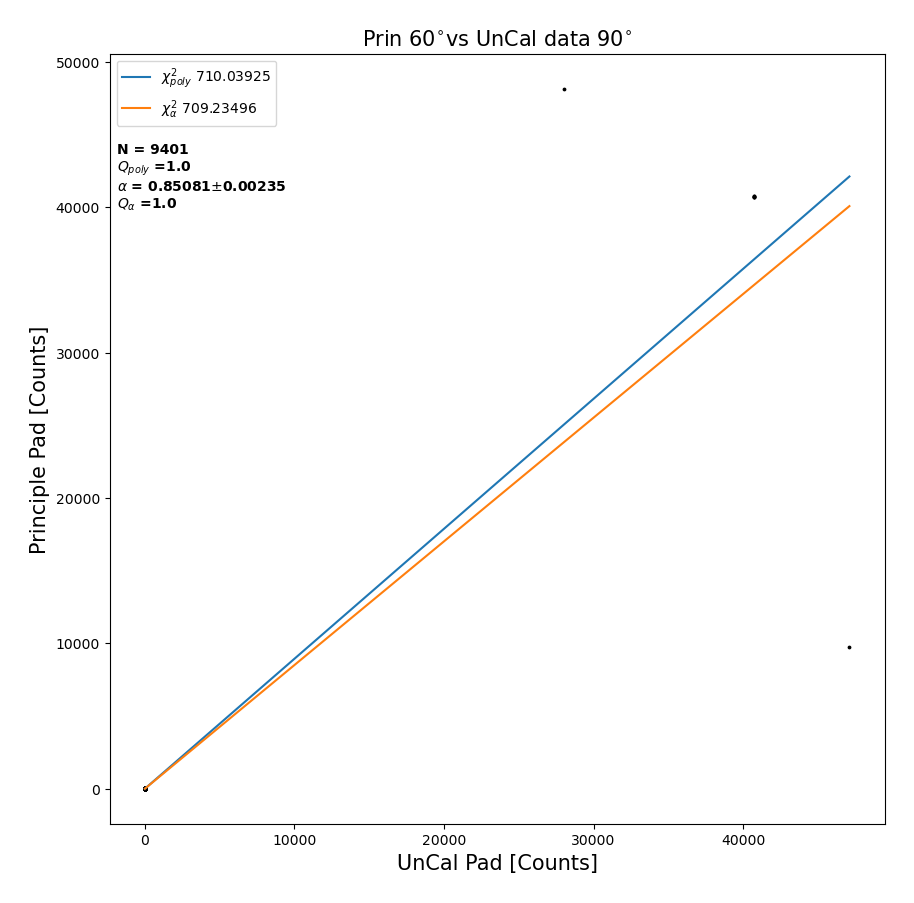 Prin 60°vs UnCal data 90°
50000
χ²poly 710.03925
χ²α 709.23496
N = 9401
Qpoly =1.0
α = 0.85081±0.00235
Qα =1.0
40000
30000
20000
10000
0
Principle Pad [Counts]
0 10000 20000 30000 40000
UnCal Pad [Counts]